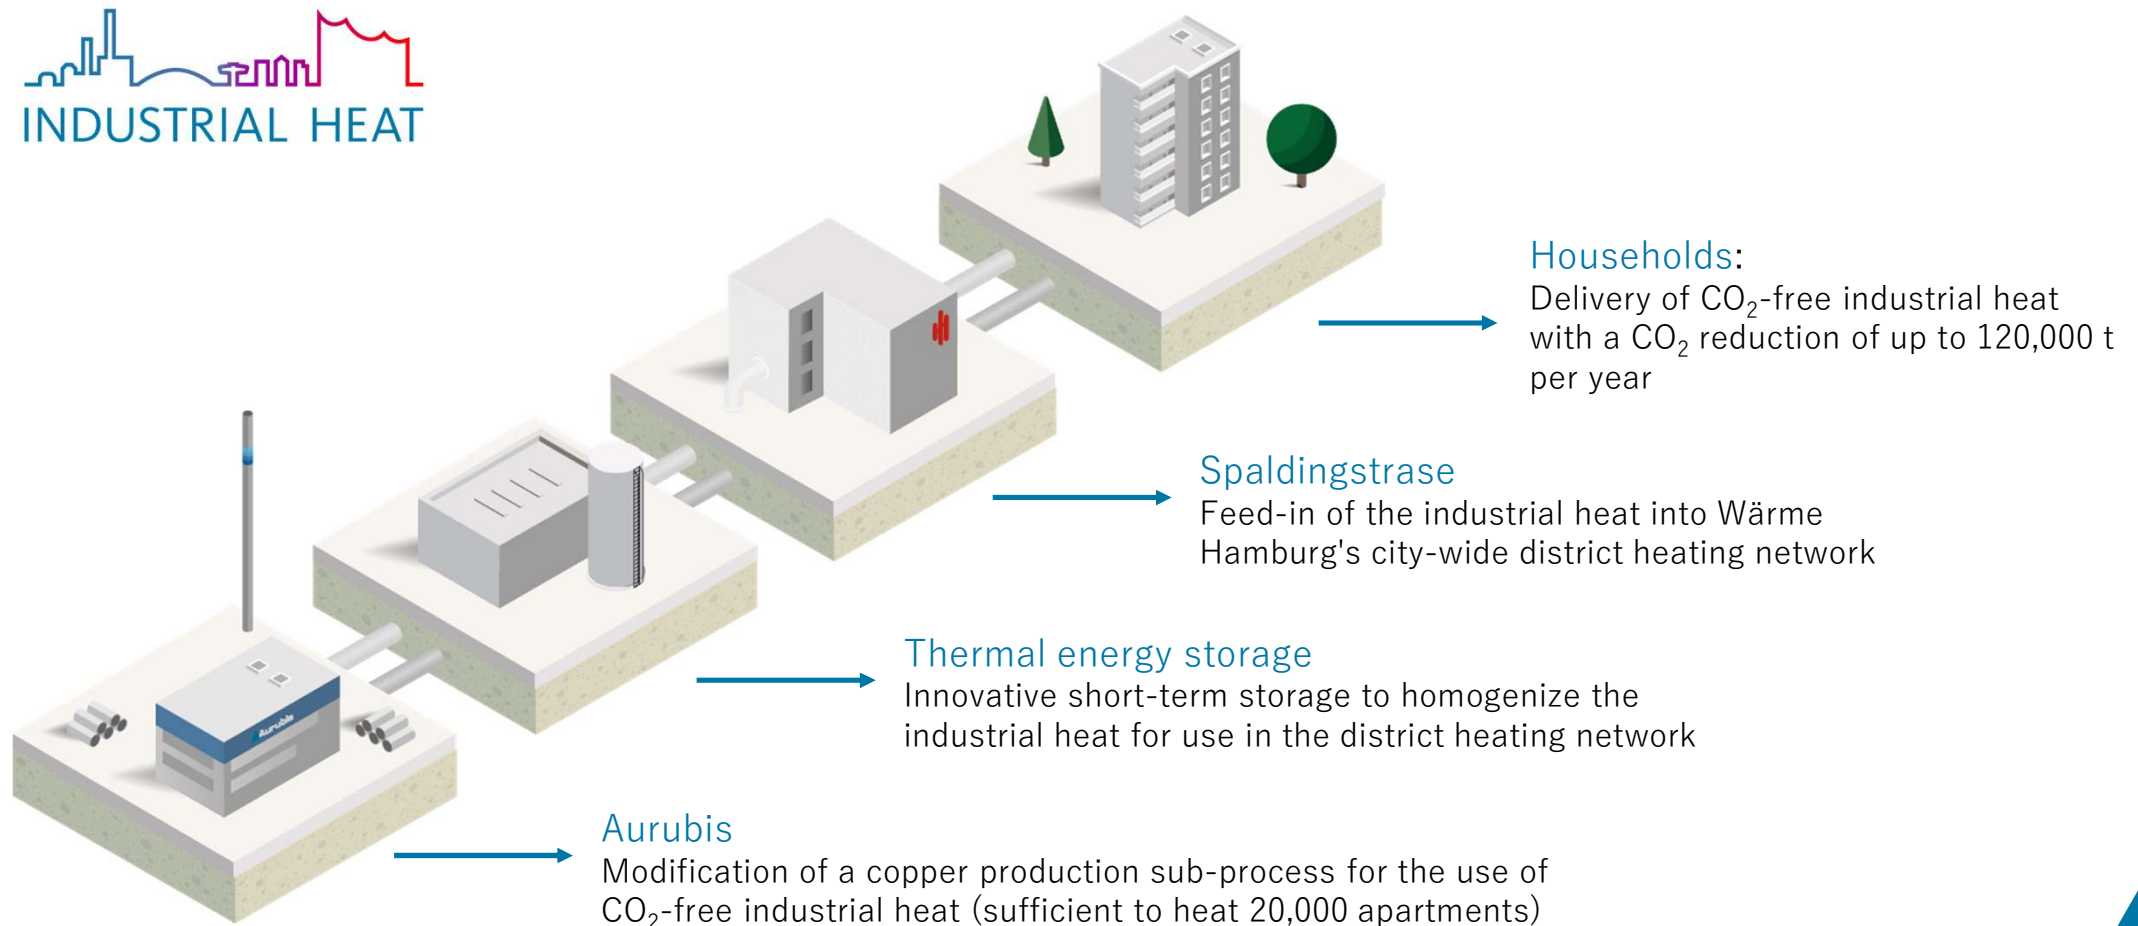 INDUSTRIAL HEAT
Households:
Delivery of CO₂-free industrial heat
with a CO₂ reduction of up to 120,000 t
per year
Spaldingstrase
Feed-in of the industrial heat into Wärme
Hamburg's city-wide district heating network
Thermal energy storage
Innovative short-term storage to homogenize the
industrial heat for use in the district heating network
Aurubis
Aurubis
Modification of a copper production sub-process for the use of
CO₂-free industrial heat (sufficient to heat 20,000 apartments)